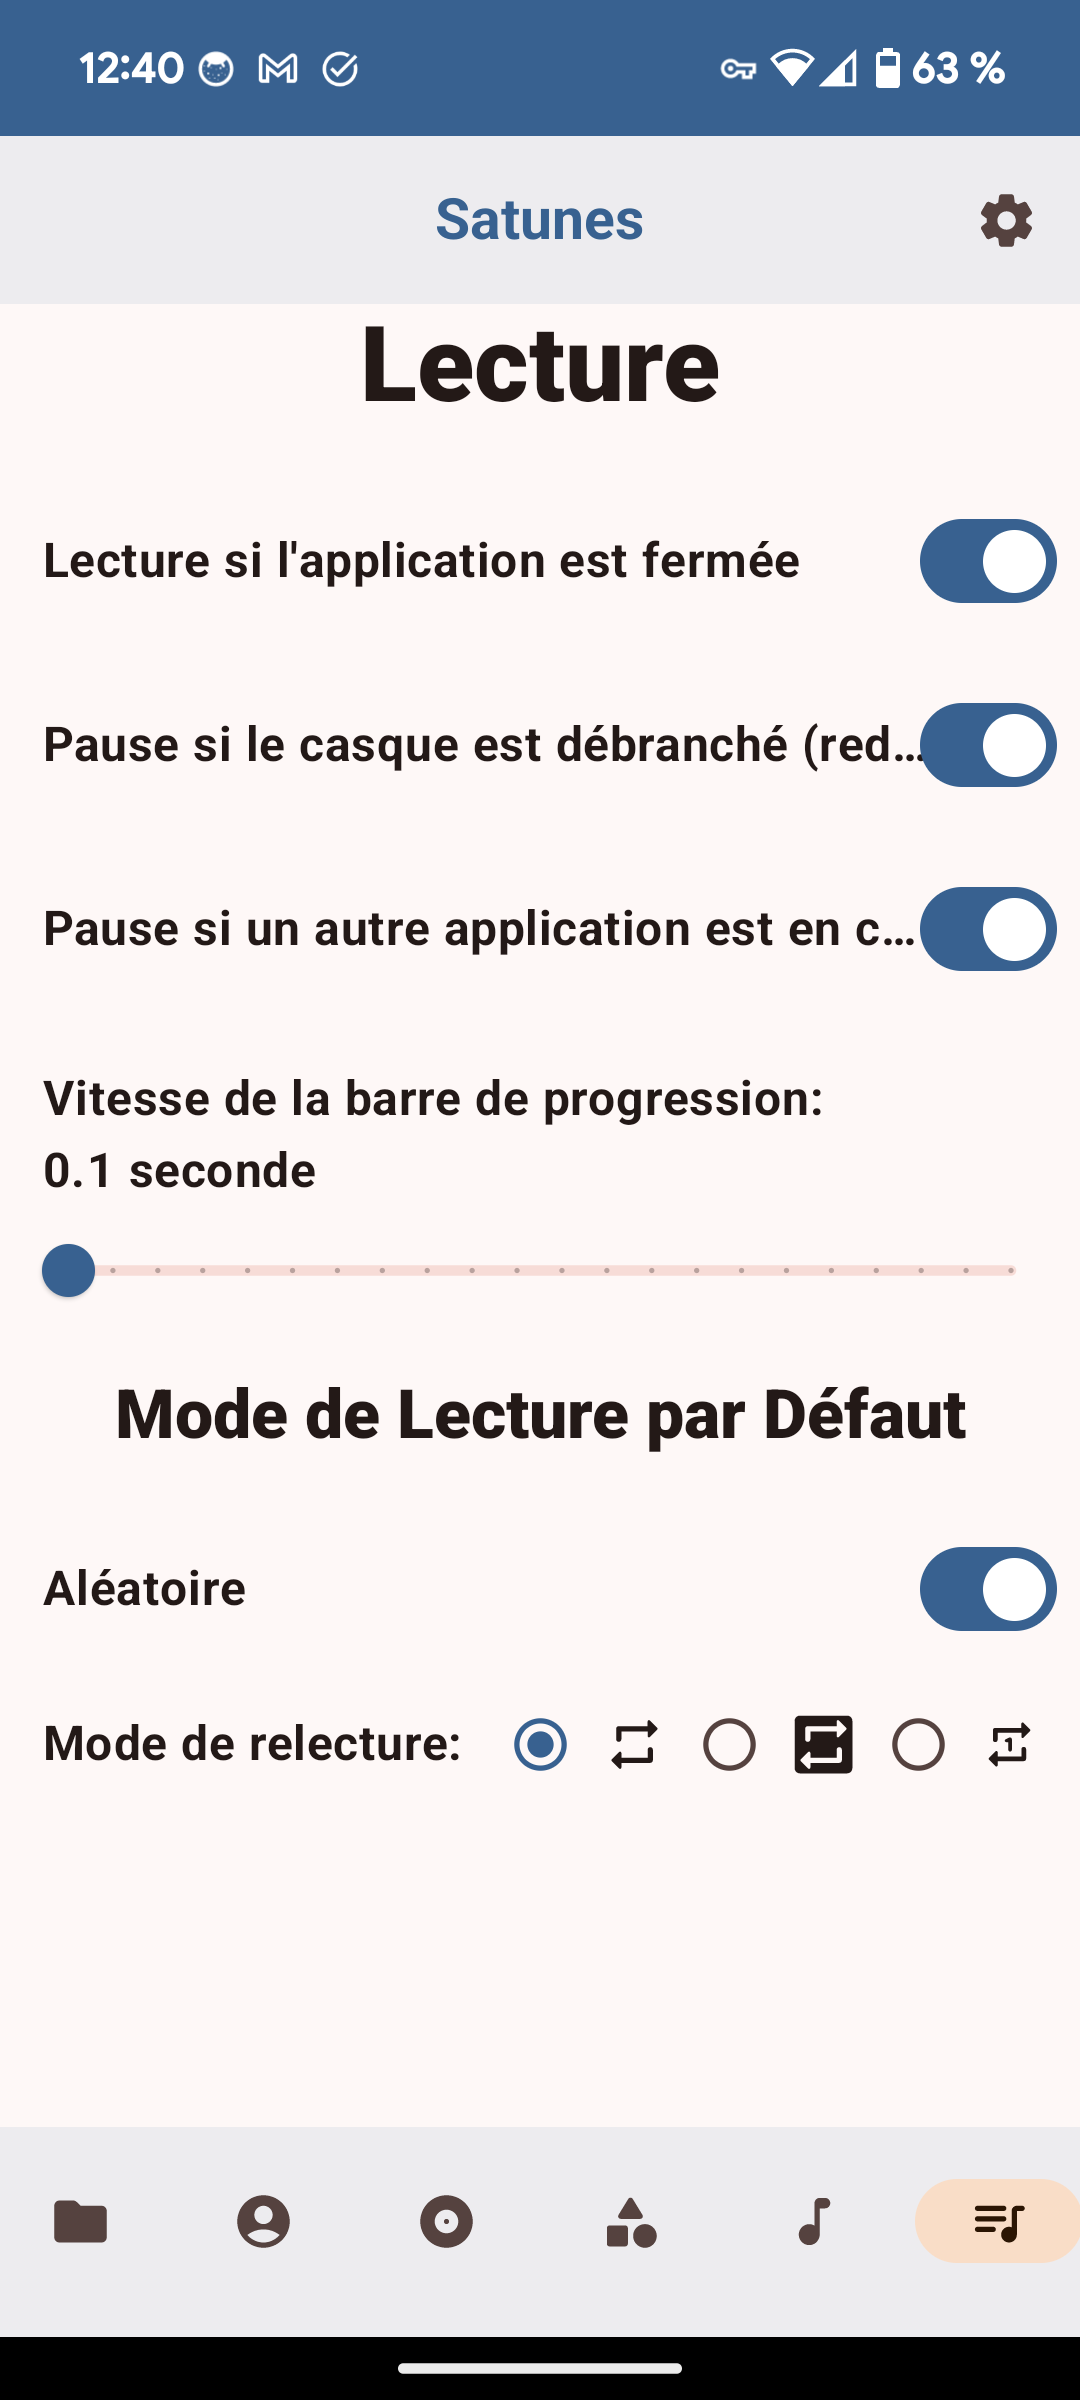 12:40 63 %
Satunes
Lecture
Lecture si l'application est fermée
Pause si le casque est débranché (red...
Pause si un autre application est en c...
Vitesse de la barre de progression:
0.1 seconde
Mode de Lecture par Défaut
Aléatoire
Mode de relecture: 1